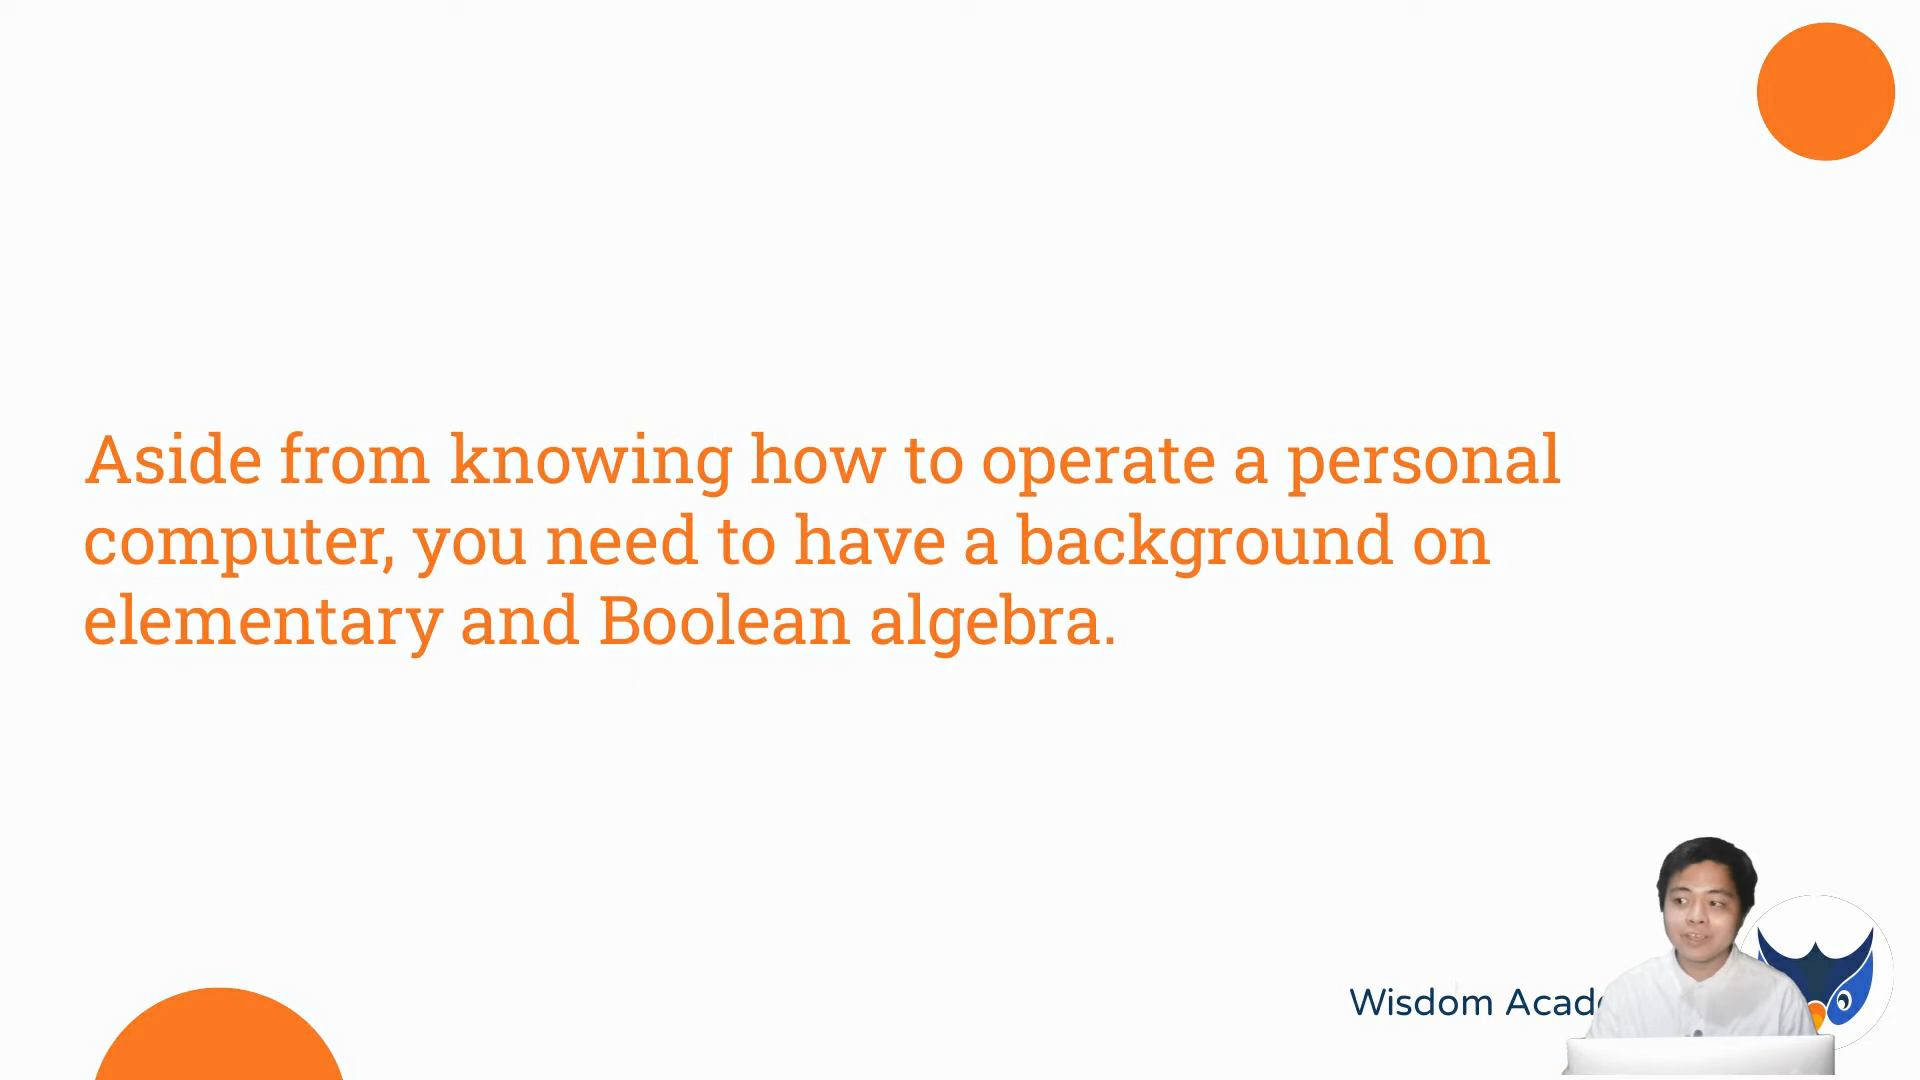 Aside from knowing how to operate a personal
computer, you need to have a background on
elementary and Boolean algebra.
Wisdom